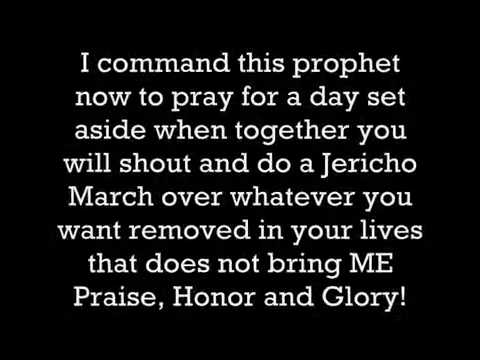 I command this prophet
now to pray for a day set
aside when together you
will shout and do a Jericho
March over whatever you
want removed in your lives
that does not bring ME
Praise, Honor and Glory!